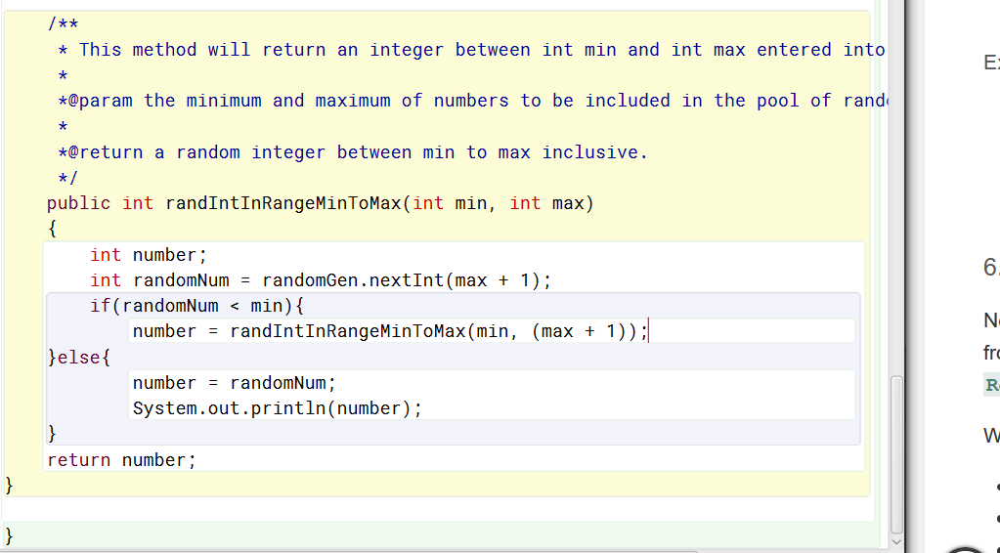 /**
* This method will return an integer between int min and int max entered into
*
*@param the minimum and maximum of numbers to be included in the pool of rand
*
*@return a random integer between min to max inclusive.
*/
public int randIntInRangeMinToMax(int min, int max)
{
int number;
int randomNum = randomGen.nextInt(max + 1);
if(randomNum < min){
number = randIntInRangeMinToMax(min, (max + 1));
}else{
number = randomNum;
System.out.println(number);
}
return number;
}
}
6.